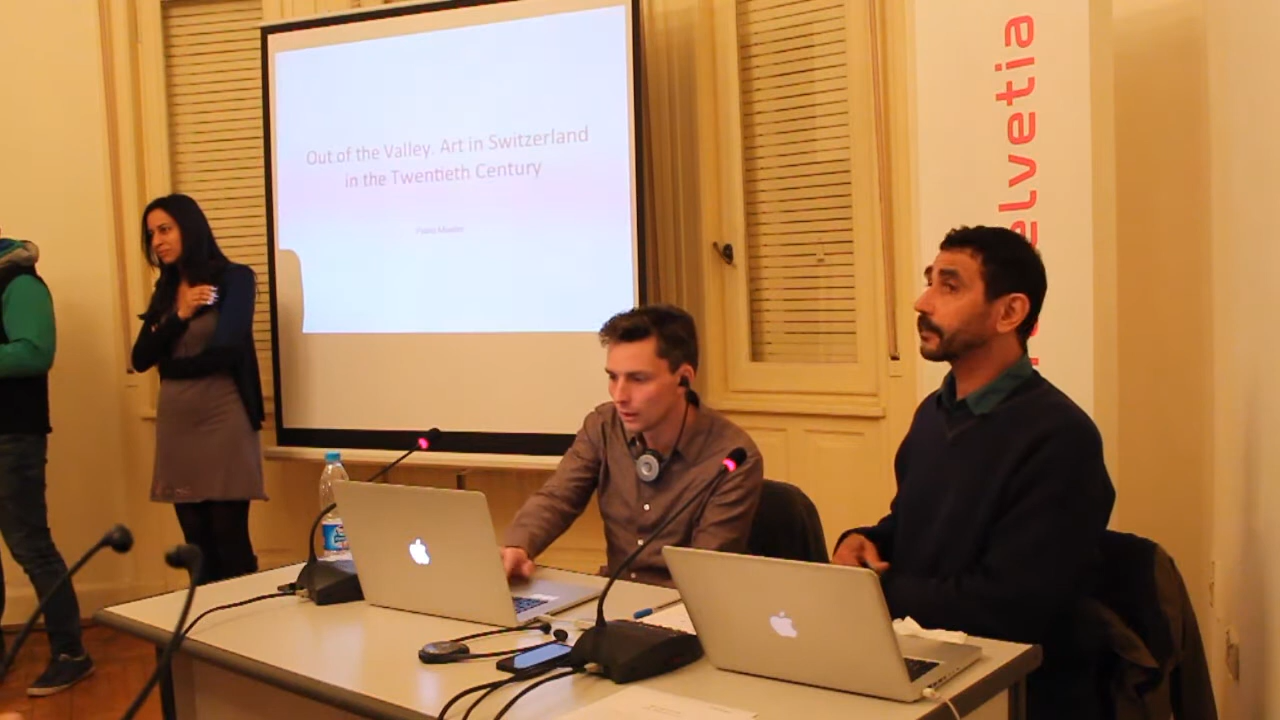 Out of the Valley. Art in Switzerland
in the Twentieth Century
elvetia